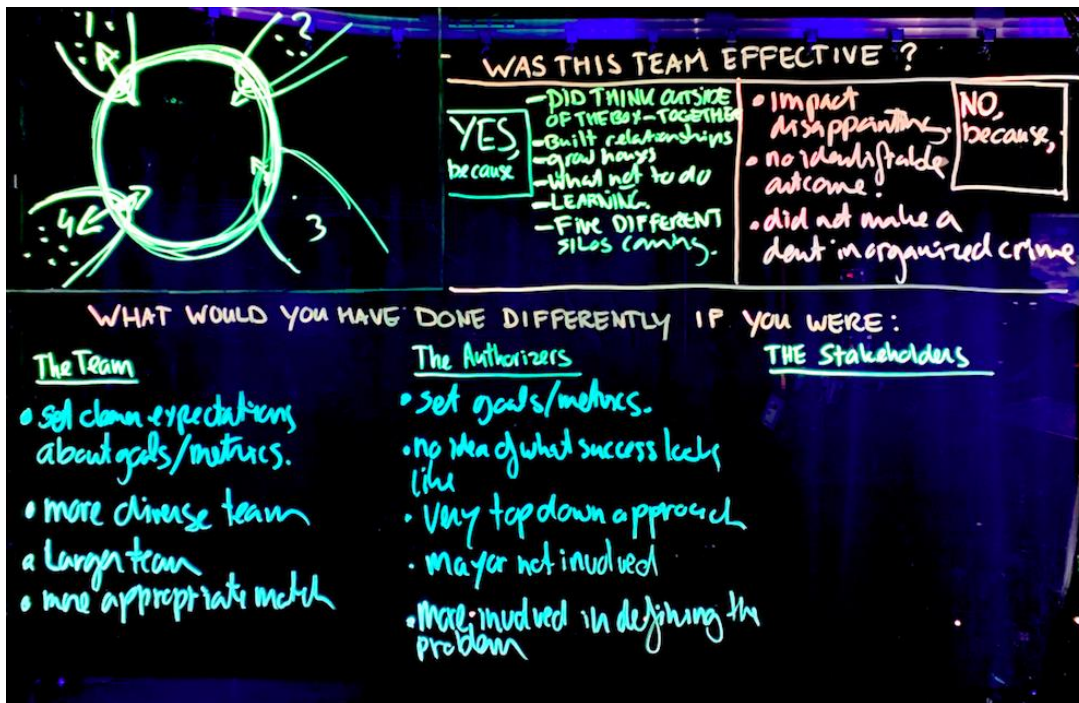 1
2
3
4
WAS THIS TEAM EFFECTIVE ?
YES,
because
- DID THINK OUTSIDE
OF THE BOX - TOGETHER
- Built relationships
- grow houses
- What not to do
- LEARNING.
- FIVE DIFFERENT
SILOS coming.
• Impact
disappointing.
• no identifiable
outcome.
• did not make a
dent in organized crime
NO,
because,
WHAT WOULD YOU HAVE DONE DIFFERENTLY IF YOU WERE:
The Team
• set clear expectations
about goals/metrics.
• more diverse team
• Larger team
• more appropriate match
The Authorizers
• set goals/metrics.
• no idea of what success looks
like
• Very top down approach
• mayor not involved
• More involved in defining the
problem
THE Stakeholders